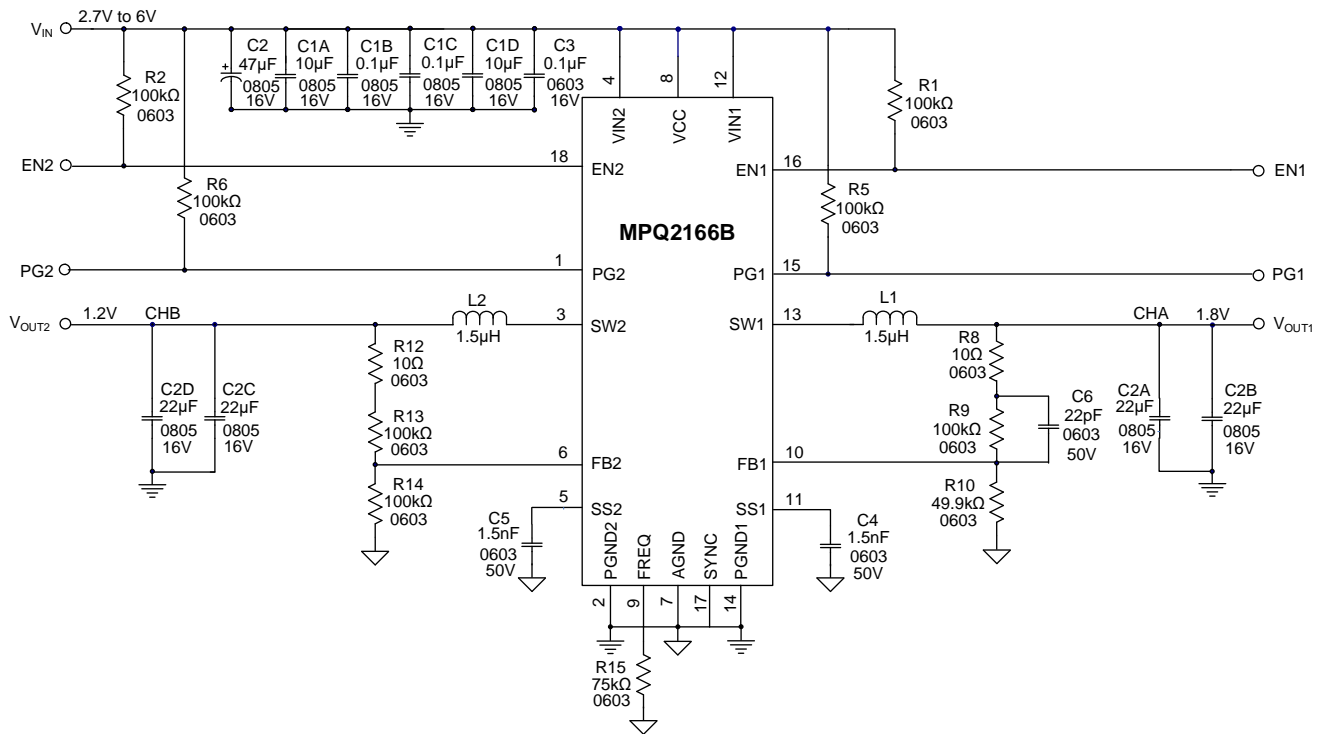 2.7V to 6V
VIN
R2
100kΩ
0603
R6
100kΩ
0603
C2
47µF
+
0805
16V
C1A
10µF
0805
16V
C1B
0.1µF
0805
16V
C1C
0.1µF
0805
16V
C1D
10µF
0805
16V
C3
0.1µF
0603
16V
4
8
12
VIN2
VCC
VIN1
R1
100kΩ
0603
R5
100kΩ
0603
EN2
18
EN2
EN1
16
EN1
MPQ2166B
PG2
1
PG2
PG1
15
PG1
VOUT2
1.2V
CHB
L2
1.5µH
3
SW2
SW1
13
L1
1.5µH
CHA
1.8V
VOUT1
C2D
22µF
0805
16V
C2C
22µF
0805
16V
R12
10Ω
0603
R13
100kΩ
0603
R14
100kΩ
0603
R8
10Ω
0603
R9
100kΩ
0603
C6
22pF
0603
50V
C2A
22µF
0805
16V
C2B
22µF
0805
16V
R10
49.9kΩ
0603
6
FB2
FB1
10
5
SS2
SS1
11
C5
1.5nF
0603
50V
C4
1.5nF
0603
50V
PGND2
FREQ
AGND
SYNC
PGND1
2
9
7
17
14
R15
75kΩ
0603